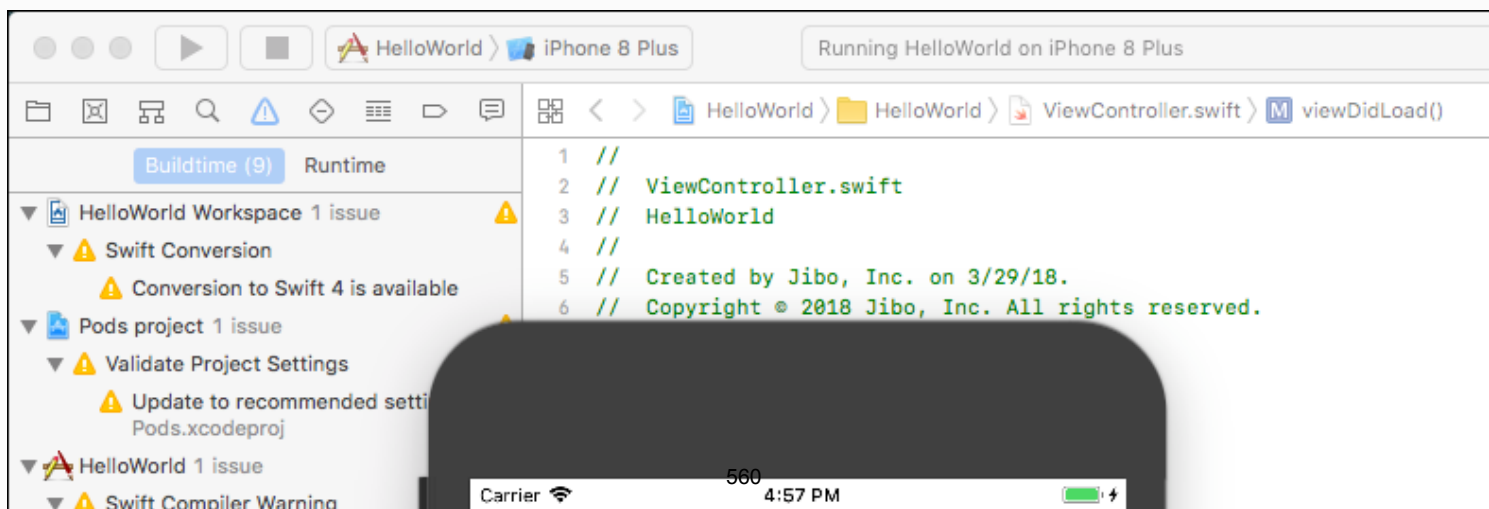 HelloWorld iPhone 8 Plus Running HelloWorld on iPhone 8 Plus
HelloWorld HelloWorld ViewController.swift M viewDidLoad()
Buildtime (9) Runtime
HelloWorld Workspace 1 issue
Swift Conversion
Conversion to Swift 4 is available
Pods project 1 issue
Validate Project Settings
Update to recommended setti
Pods.xcodeproj
HelloWorld 1 issue
Swift Compiler Warning
1 //
2 // ViewController.swift
3 // HelloWorld
4 //
5 // Created by Jibo, Inc. on 3/29/18.
6 // Copyright © 2018 Jibo, Inc. All rights reserved.
560
Carrier 4:57 PM